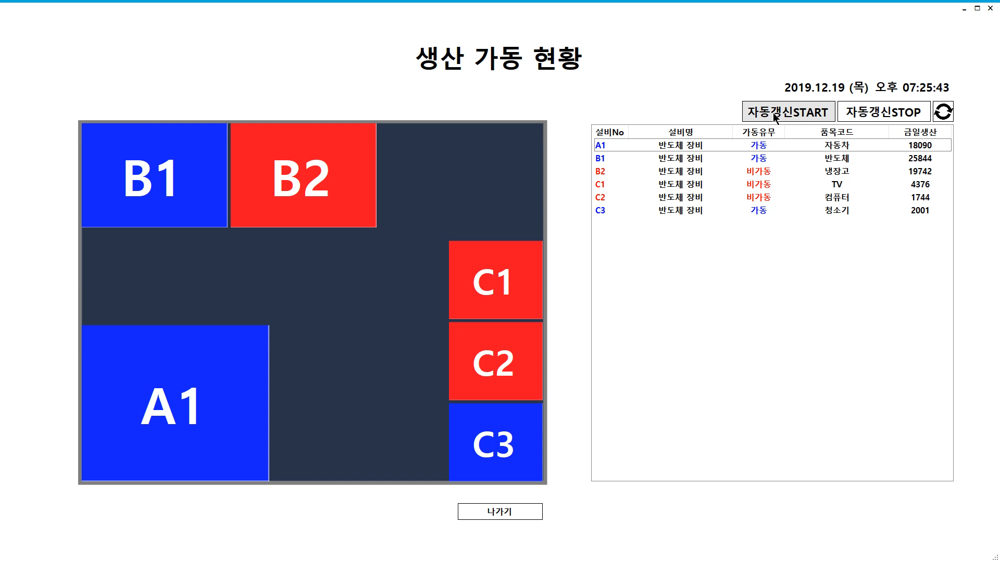 생산 가동 현황
2019.12.19 (목) 오후 07:25:43
자동갱신START 자동갱신STOP
B1 B2
C1
C2
A1
C3
설비No 설비명 가동유무 품목코드 금일생산
A1 반도체 장비 가동 자동차 18090
B1 반도체 장비 가동 반도체 25844
B2 반도체 장비 비가동 냉장고 19742
C1 반도체 장비 비가동 TV 4376
C2 반도체 장비 비가동 컴퓨터 1744
C3 반도체 장비 가동 청소기 2001
나가기